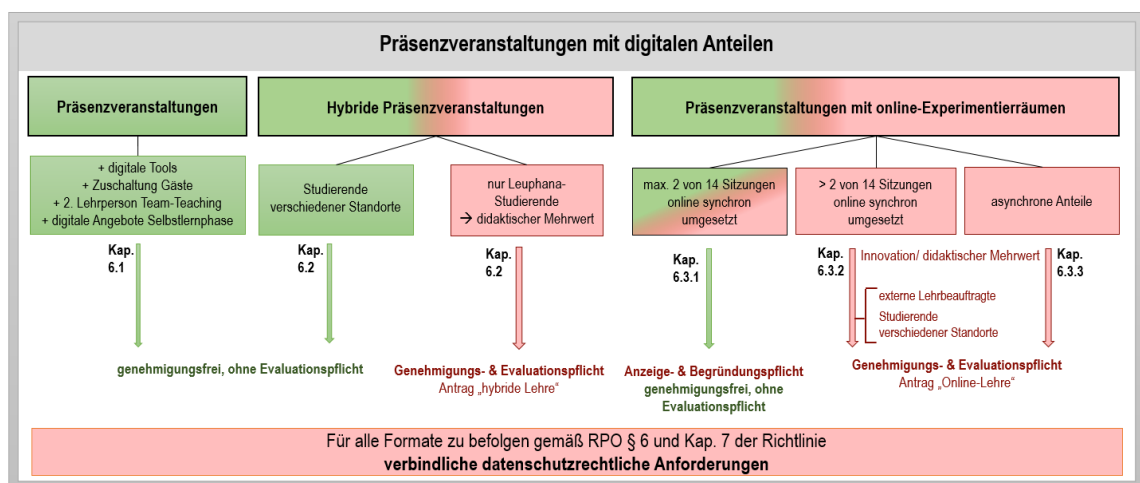 Präsenzveranstaltungen mit digitalen Anteilen
Präsenzveranstaltungen
Hybride Präsenzveranstaltungen
Präsenzveranstaltungen mit online-Experimentierräumen
+ digitale Tools
+ Zuschaltung Gäste
+ 2. Lehrperson Team-Teaching
+ digitale Angebote Selbstlernphase
Studierende
verschiedener Standorte
nur Leuphana-
Studierende
→ didaktischer Mehrwert
max. 2 von 14 Sitzungen
online synchron
umgesetzt
> 2 von 14 Sitzungen
online synchron
umgesetzt
asynchrone Anteile
Kap.
6.1
Kap.
6.2
Kap.
6.2
Kap.
6.3.1
Kap.
6.3.2
Innovation/ didaktischer Mehrwert
Kap.
6.3.3
externe Lehrbeauftragte
Studierende
verschiedener Standorte
genehmigungsfrei, ohne Evaluationspflicht
Genehmigungs- & Evaluationspflicht
Antrag „hybride Lehre“
Anzeige- & Begründungspflicht
genehmigungsfrei, ohne
Evaluationspflicht
Genehmigungs- & Evaluationspflicht
Antrag „Online-Lehre“
Für alle Formate zu befolgen gemäß RPO § 6 und Kap. 7 der Richtlinie
verbindliche datenschutzrechtliche Anforderungen